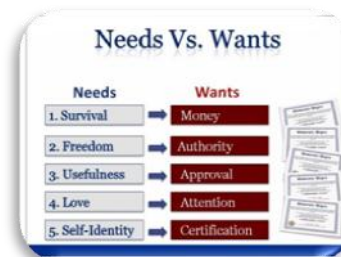 Needs Vs. Wants
Needs Wants
1. Survival Money
2. Freedom Authority
3. Usefulness Approval
4. Love Attention
5. Self-Identity Certification